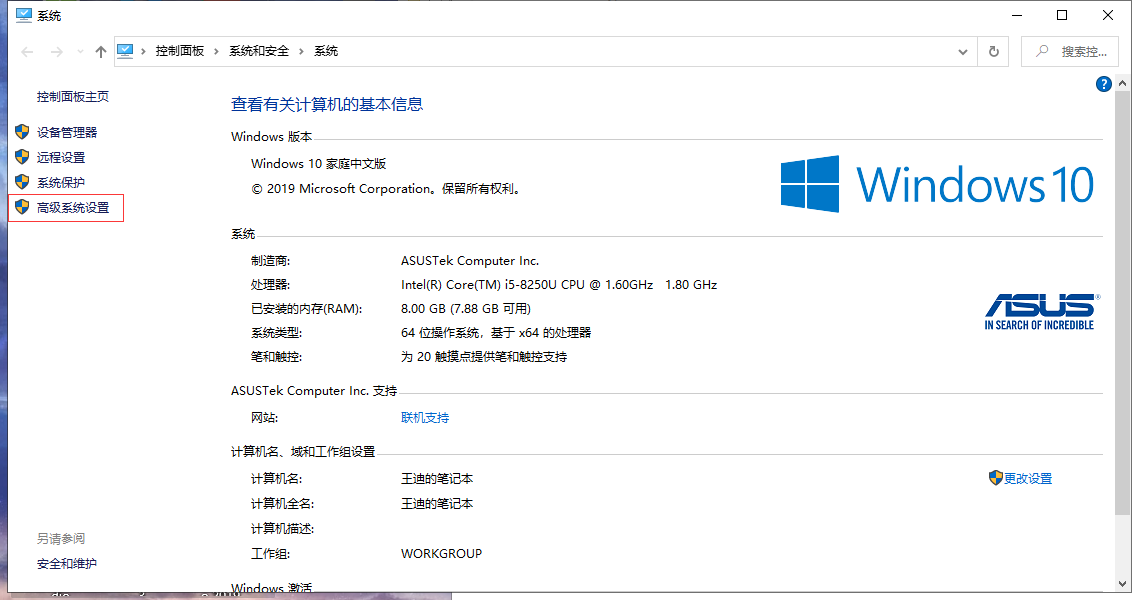 系统
控制面板 系统和安全 系统
搜索控...
控制面板主页
设备管理器
远程设置
系统保护
高级系统设置
另请参阅
安全和维护
?
查看有关计算机的基本信息
Windows 版本
Windows 10 家庭中文版
© 2019 Microsoft Corporation。保留所有权利。
Windows 10
系统
制造商: ASUSTek Computer Inc.
处理器: Intel(R) Core(TM) i5-8250U CPU @ 1.60GHz 1.80 GHz
已安装的内存(RAM): 8.00 GB (7.88 GB 可用)
系统类型: 64 位操作系统，基于 x64 的处理器
笔和触控: 为 20 触摸点提供笔和触控支持
ASUS®
IN SEARCH OF INCREDIBLE
ASUSTek Computer Inc. 支持
网站: 联机支持
计算机名、域和工作组设置
计算机名: 王迪的笔记本
更改设置
计算机全名: 王迪的笔记本
计算机描述:
工作组: WORKGROUP
Windows 激活